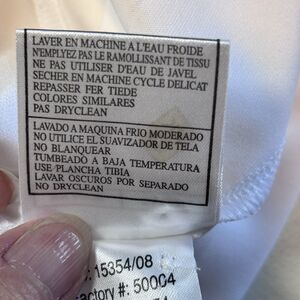 LAVER EN MACHINE A L'EAU FROIDE
N'EMPLYEZ PAS LE RAMOLLISSANT DE TISSU
NE PAS UTILISER D'EAU DE JAVEL
SECHER EN MACHINE CYCLE DELICAT
REPASSER FER TIEDE
COLORES SIMILARES
PAS DRYCLEAN
LAVADO A MAQUINA FRIO MODERADO
NO UTILICE EL SUAVIZADOR DE TELA
NO BLANQUEAR
TUMBEADO A BAJA TEMPERATURA
USE PLANCHA TIBIA
LAVAR OSCUROS POR SEPARADO
NO DRYCLEAN
: 15354/08
actory #: 50004